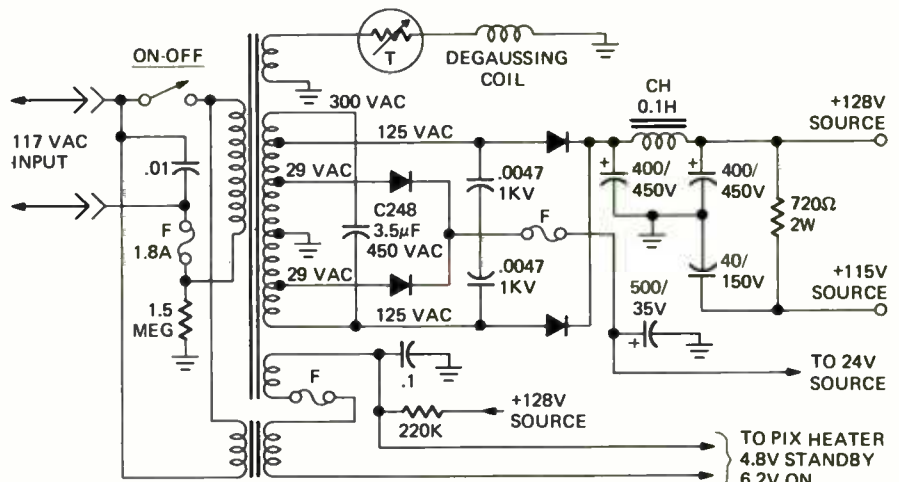 ON-OFF
T
DEGAUSSING
COIL
CH
0.1H
+128V
SOURCE
300 VAC
125 VAC
117 VAC
INPUT
.01
29 VAC
.0047
1KV
+
400/
450V
+
400/
450V
C248
3.5μF
450 VAC
F
720Ω
2W
F
1.8A
29 VAC
.0047
1KV
40/
150V
+115V
SOURCE
1.5
MEG
125 VAC
500/
35V
+
TO 24V
SOURCE
.1
F
+128V
SOURCE
220K
TO PIX HEATER
4.8V STANDBY
6.2V ON